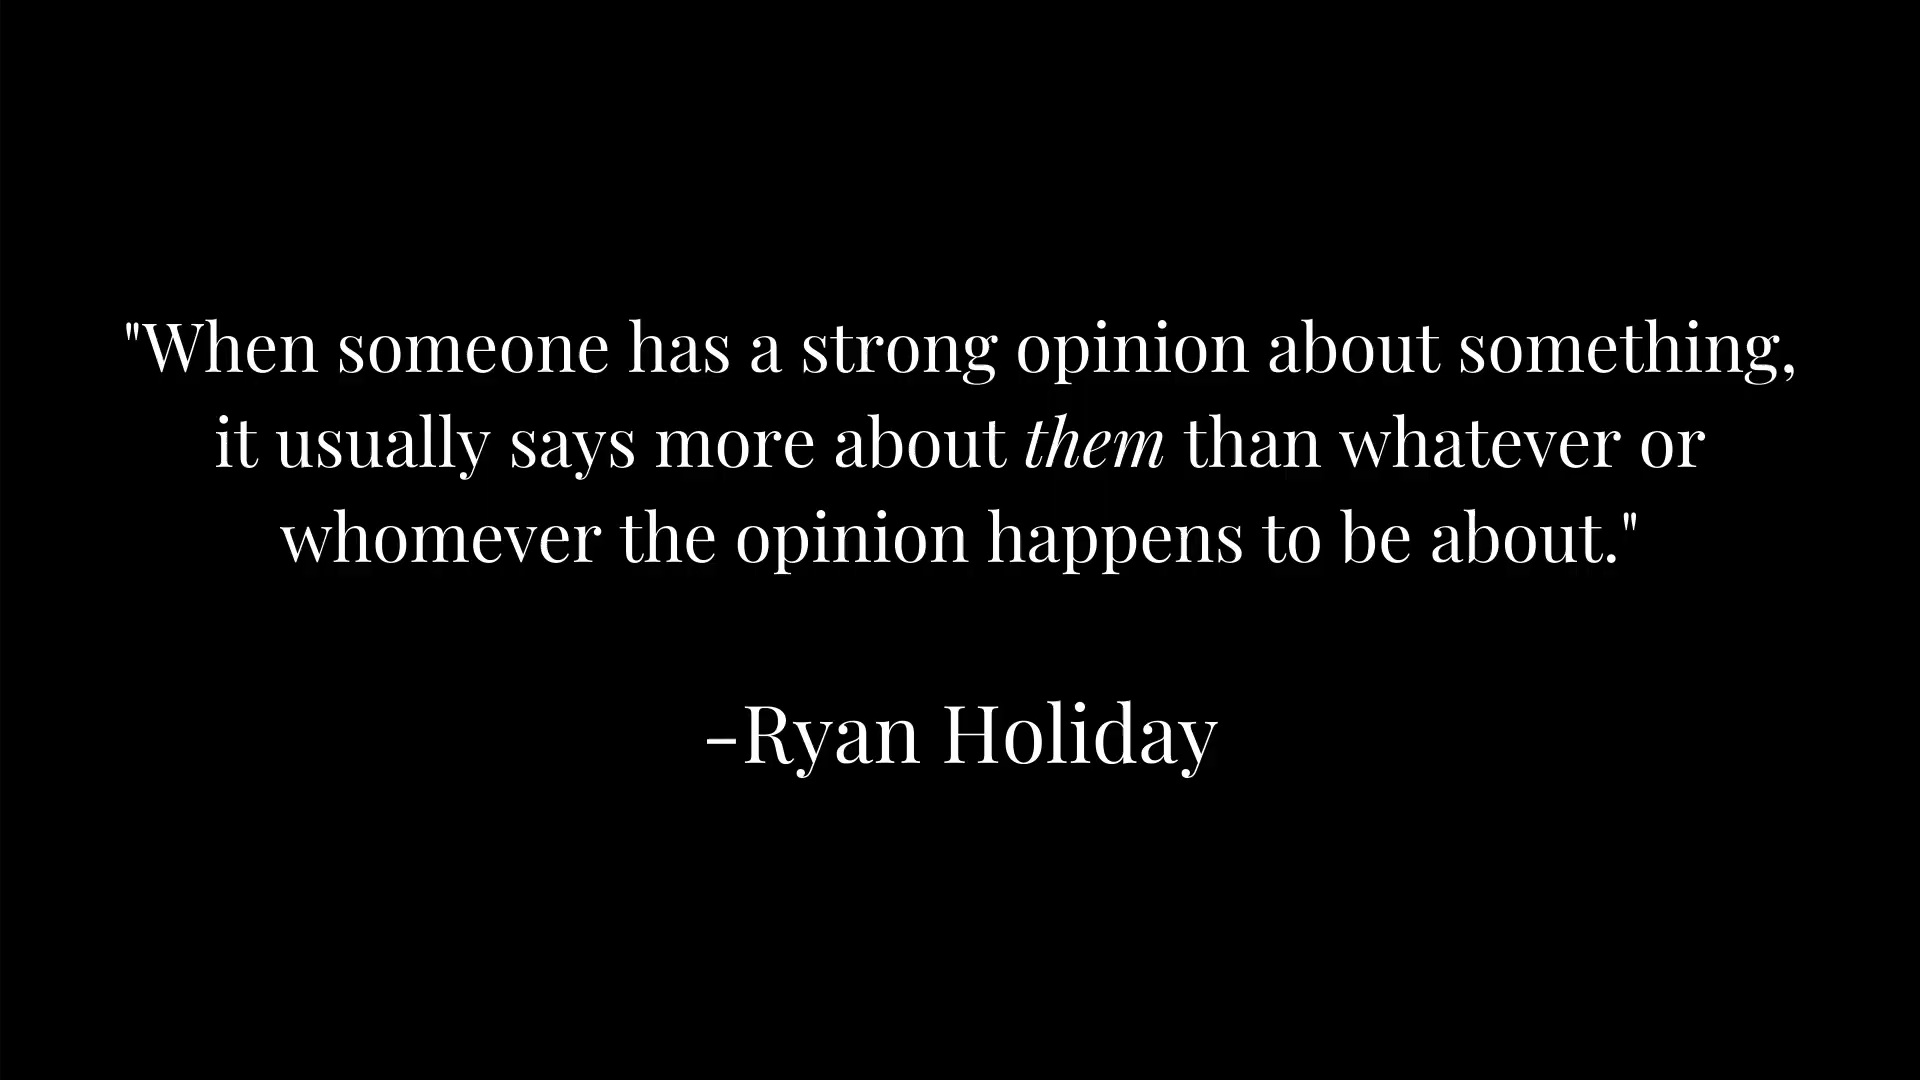 "When someone has a strong opinion about something,
it usually says more about them than whatever or
whomever the opinion happens to be about."
-Ryan Holiday